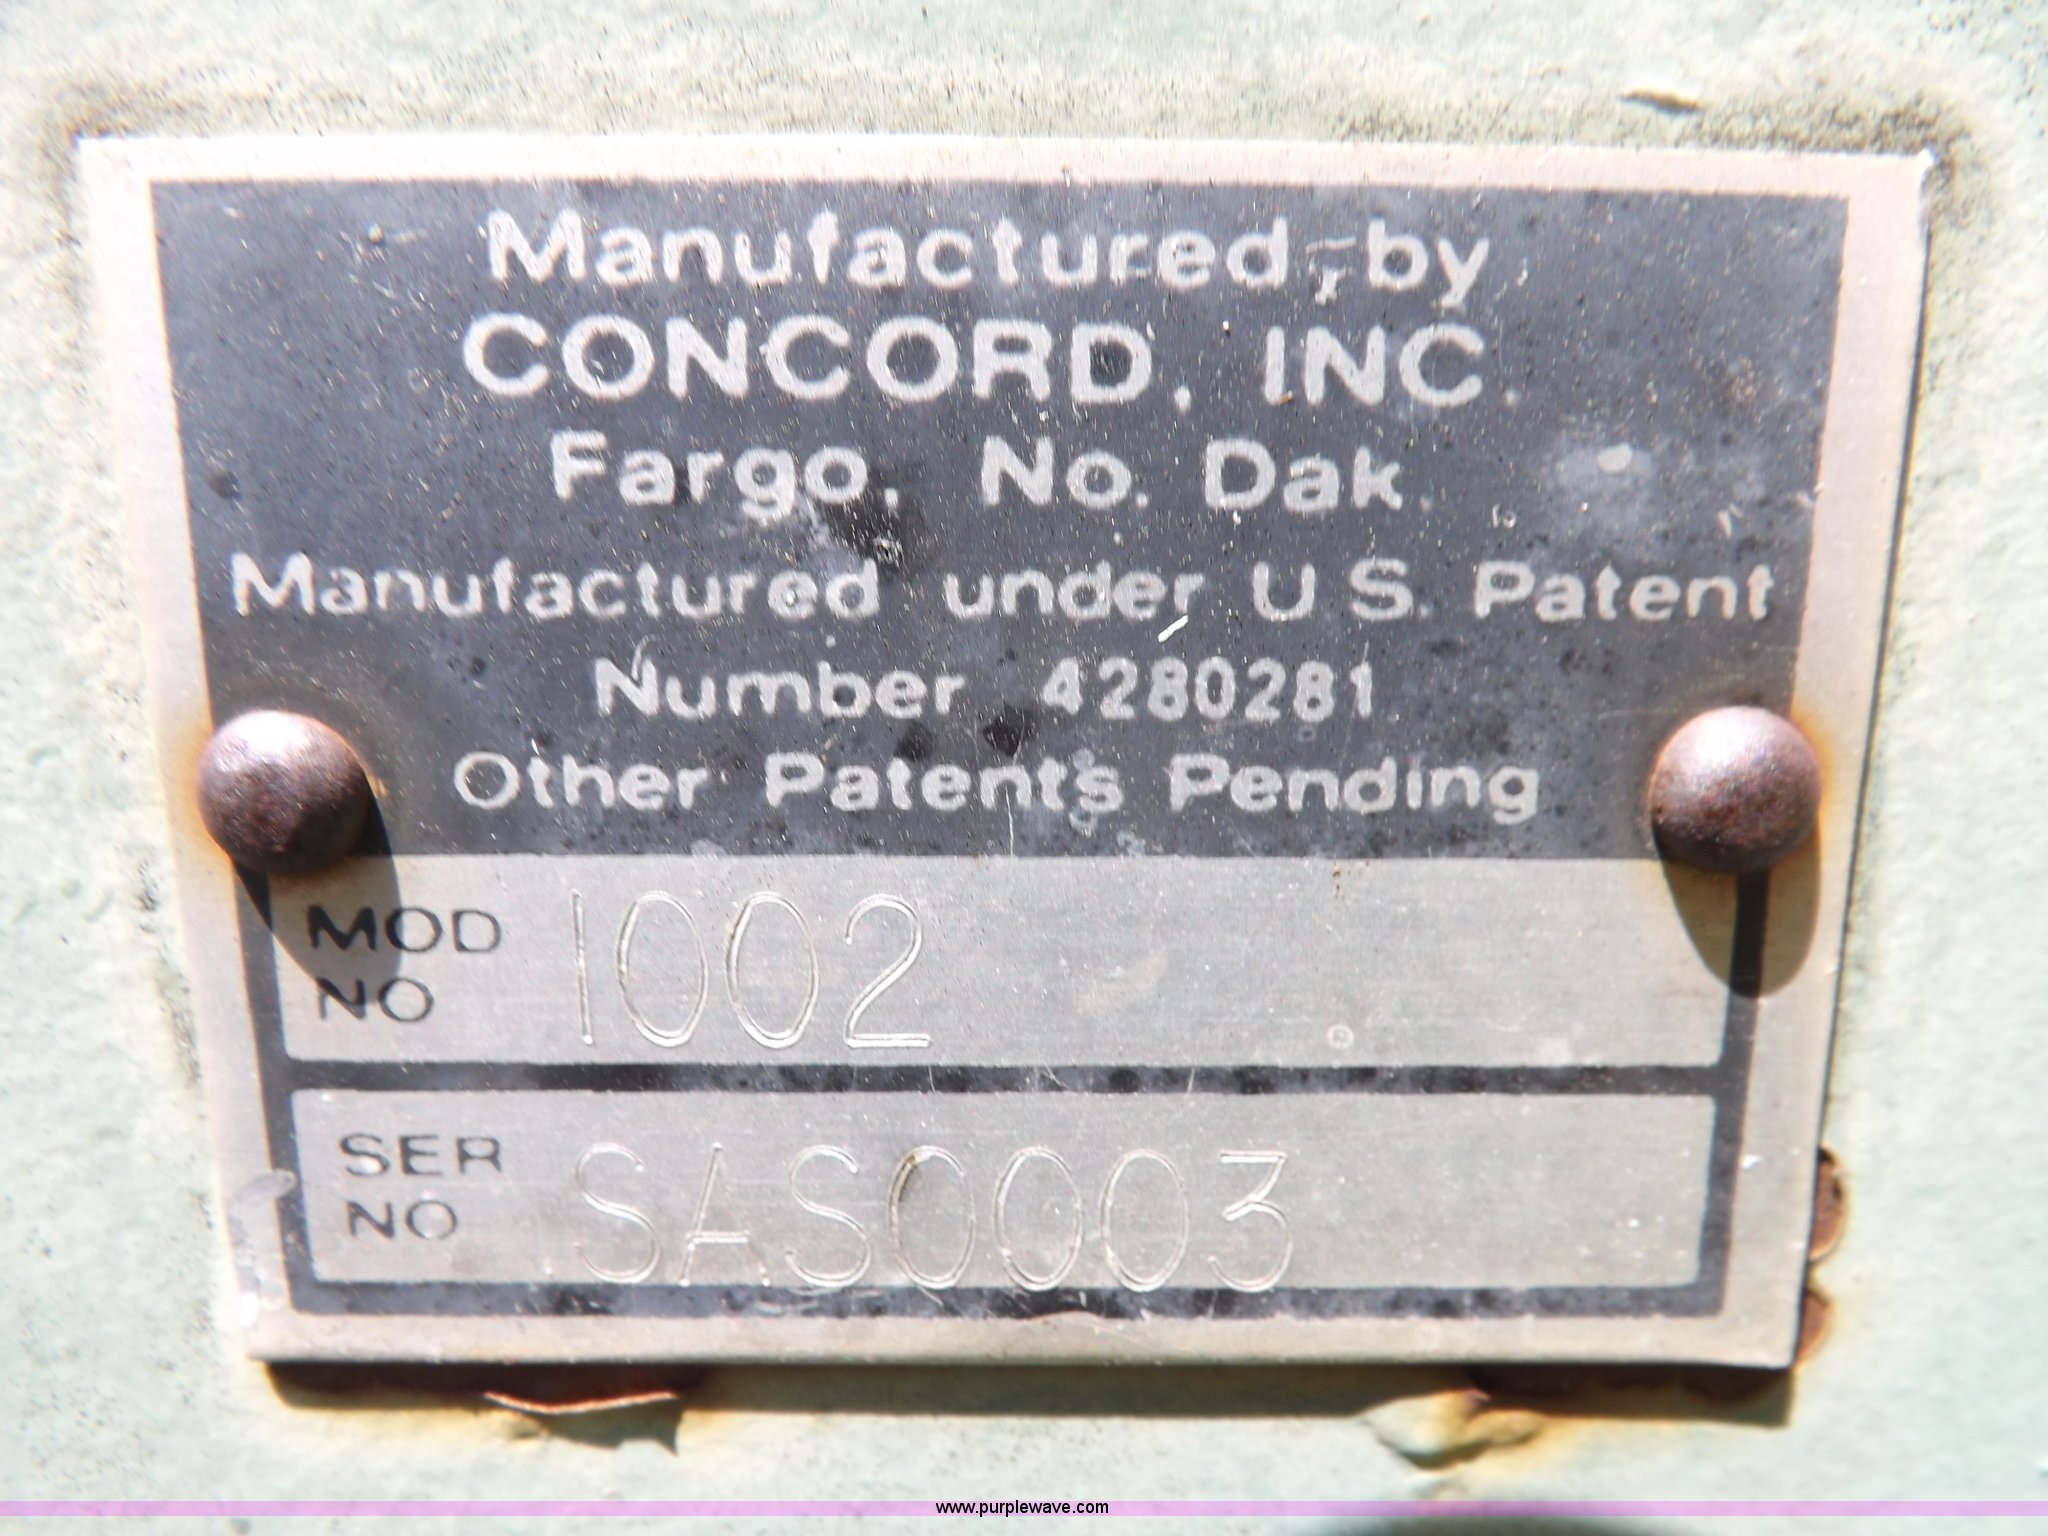 Manufactured by
CONCORD, INC.
Fargo, No. Dak.
Manufactured under U.S. Patent
Number 4280281
Other Patents Pending
MOD NO 1002
SER NO SAS0003
www.purplewave.com